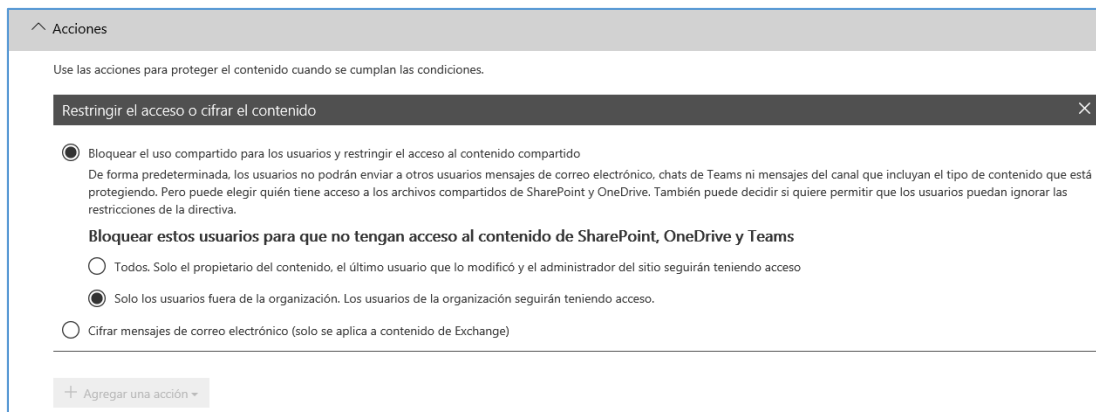 Acciones
Use las acciones para proteger el contenido cuando se cumplan las condiciones.
Restringir el acceso o cifrar el contenido
Bloquear el uso compartido para los usuarios y restringir el acceso al contenido compartido
De forma predeterminada, los usuarios no podrán enviar a otros usuarios mensajes de correo electrónico, chats de Teams ni mensajes del canal que incluyan el tipo de contenido que está
protegiendo. Pero puede elegir quién tiene acceso a los archivos compartidos de SharePoint y OneDrive. También puede decidir si quiere permitir que los usuarios puedan ignorar las
restricciones de la directiva.
Bloquear estos usuarios para que no tengan acceso al contenido de SharePoint, OneDrive y Teams
Todos. Solo el propietario del contenido, el último usuario que lo modificó y el administrador del sitio seguirán teniendo acceso
Solo los usuarios fuera de la organización. Los usuarios de la organización seguirán teniendo acceso.
Cifrar mensajes de correo electrónico (solo se aplica a contenido de Exchange)
+ Agregar una acción